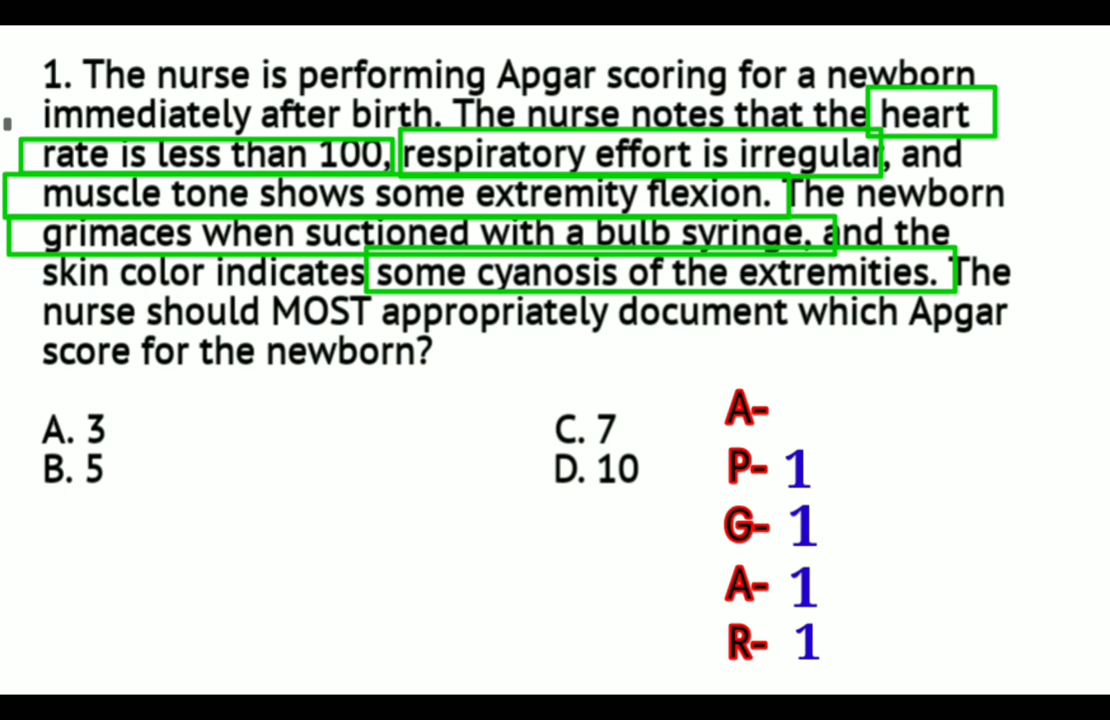 1. The nurse is performing Apgar scoring for a newborn
immediately after birth. The nurse notes that the heart
rate is less than 100, respiratory effort is irregular, and
muscle tone shows some extremity flexion. The newborn
grimaces when suctioned with a bulb syringe, and the
skin color indicates some cyanosis of the extremities. The
nurse should MOST appropriately document which Apgar
score for the newborn?
A. 3
B. 5
C. 7
D. 10
A-
P- 1
G- 1
A- 1
R- 1